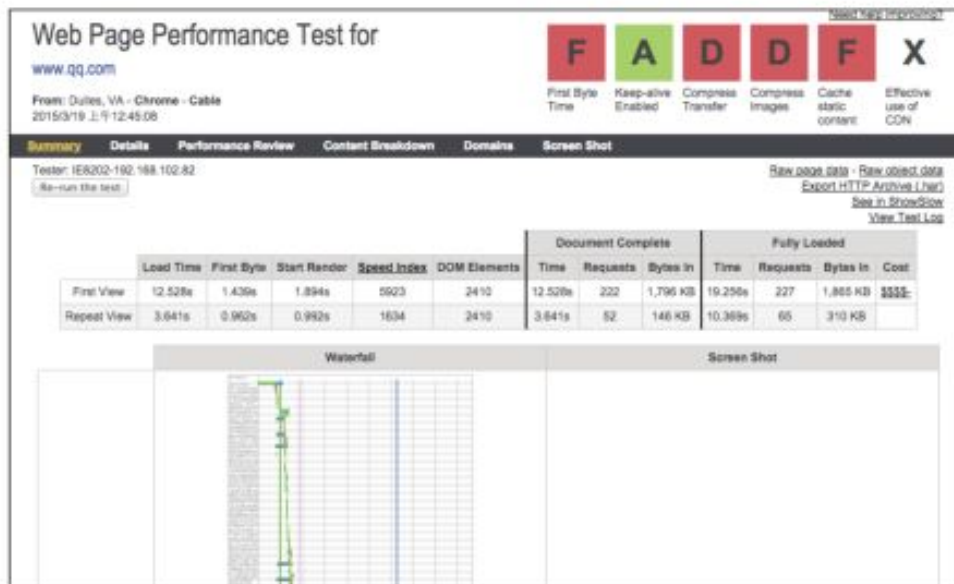 Need help improving?
Web Page Performance Test for
www.qq.com
From: Dulles, VA - Chrome - Cable
2015/3/19 上午12:45:08
F A D D F X
First Byte Time
Keep-alive Enabled
Compress Transfer
Compress Images
Cache static content
Effective use of CDN
Summary Details Performance Review Content Breakdown Domains Screen Shot
Tester: IE8202-192.168.102.82
Re-run the test
Raw page data - Raw object data
Export HTTP Archive (.har)
See in ShowSlow
View Test Log
Document Complete Fully Loaded
Load Time First Byte Start Render Speed Index DOM Elements Time Requests Bytes In Time Requests Bytes In Cost
First View 12.528s 1.439s 1.894s 5923 2410 12.528s 222 1,796 KB 19.256s 227 1,865 KB $$$$-
Repeat View 3.641s 0.962s 0.992s 1634 2410 3.641s 52 146 KB 10.369s 65 310 KB
Waterfall Screen Shot